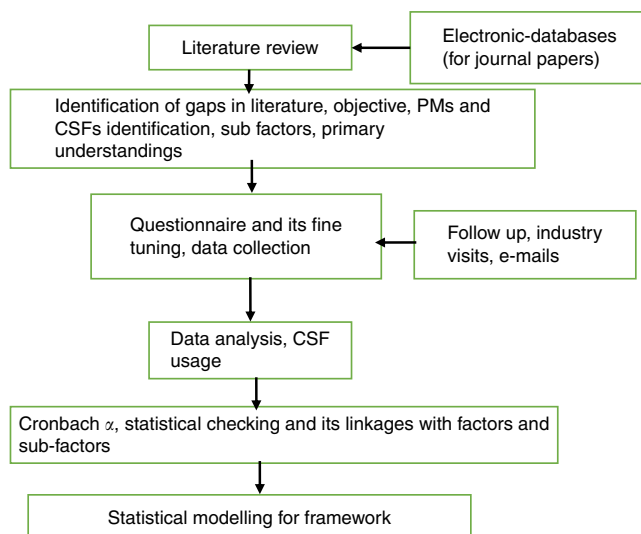 Literature review
Electronic-databases
(for journal papers)
Identification of gaps in literature, objective, PMs and
CSFs identification, sub factors, primary
understandings
Questionnaire and its fine
tuning, data collection
Follow up, industry
visits, e-mails
Data analysis, CSF
usage
Cronbach α, statistical checking and its linkages with factors and
sub-factors
Statistical modelling for framework